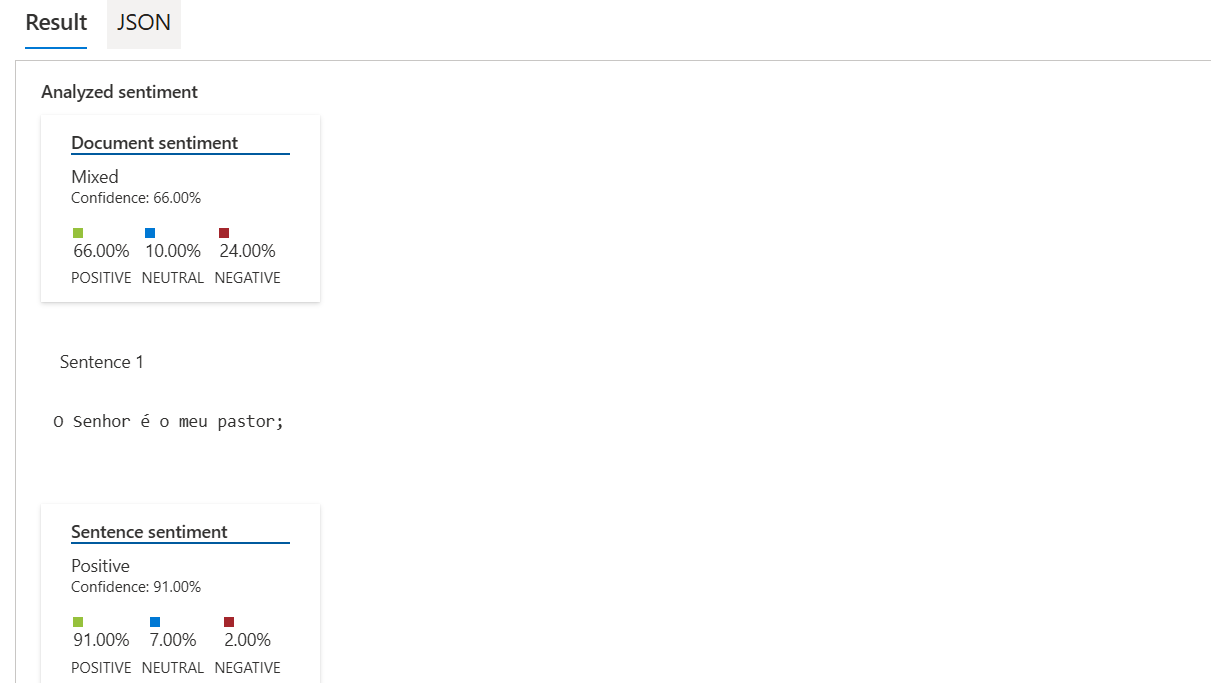 Result JSON
Analyzed sentiment
Document sentiment
Mixed
Confidence: 66.00%
66.00% 10.00% 24.00%
POSITIVE NEUTRAL NEGATIVE
Sentence 1
O Senhor é o meu pastor;
Sentence sentiment
Positive
Confidence: 91.00%
91.00% 7.00% 2.00%
POSITIVE NEUTRAL NEGATIVE